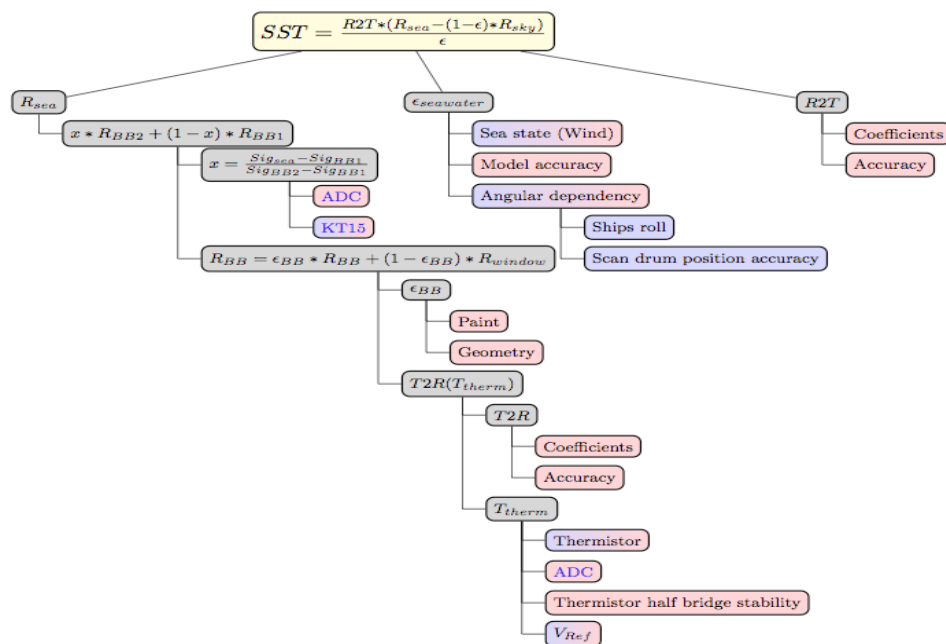 SST = R2T*(R_sea−(1−ϵ)*R_sky) / ϵ
R_sea
ϵ_seawater
R2T
x ∗ R_BB2 + (1 − x) ∗ R_BB1
Sea state (Wind)
Coefficients
x = Sig_sea−Sig_BB1 / Sig_BB2−Sig_BB1
Model accuracy
Accuracy
ADC
Angular dependency
KT15
Ships roll
R_BB = ϵ_BB ∗ R_BB + (1 − ϵ_BB) ∗ R_window
Scan drum position accuracy
ϵ_BB
Paint
Geometry
T2R(T_therm)
T2R
Coefficients
Accuracy
T_therm
Thermistor
ADC
Thermistor half bridge stability
V_Ref